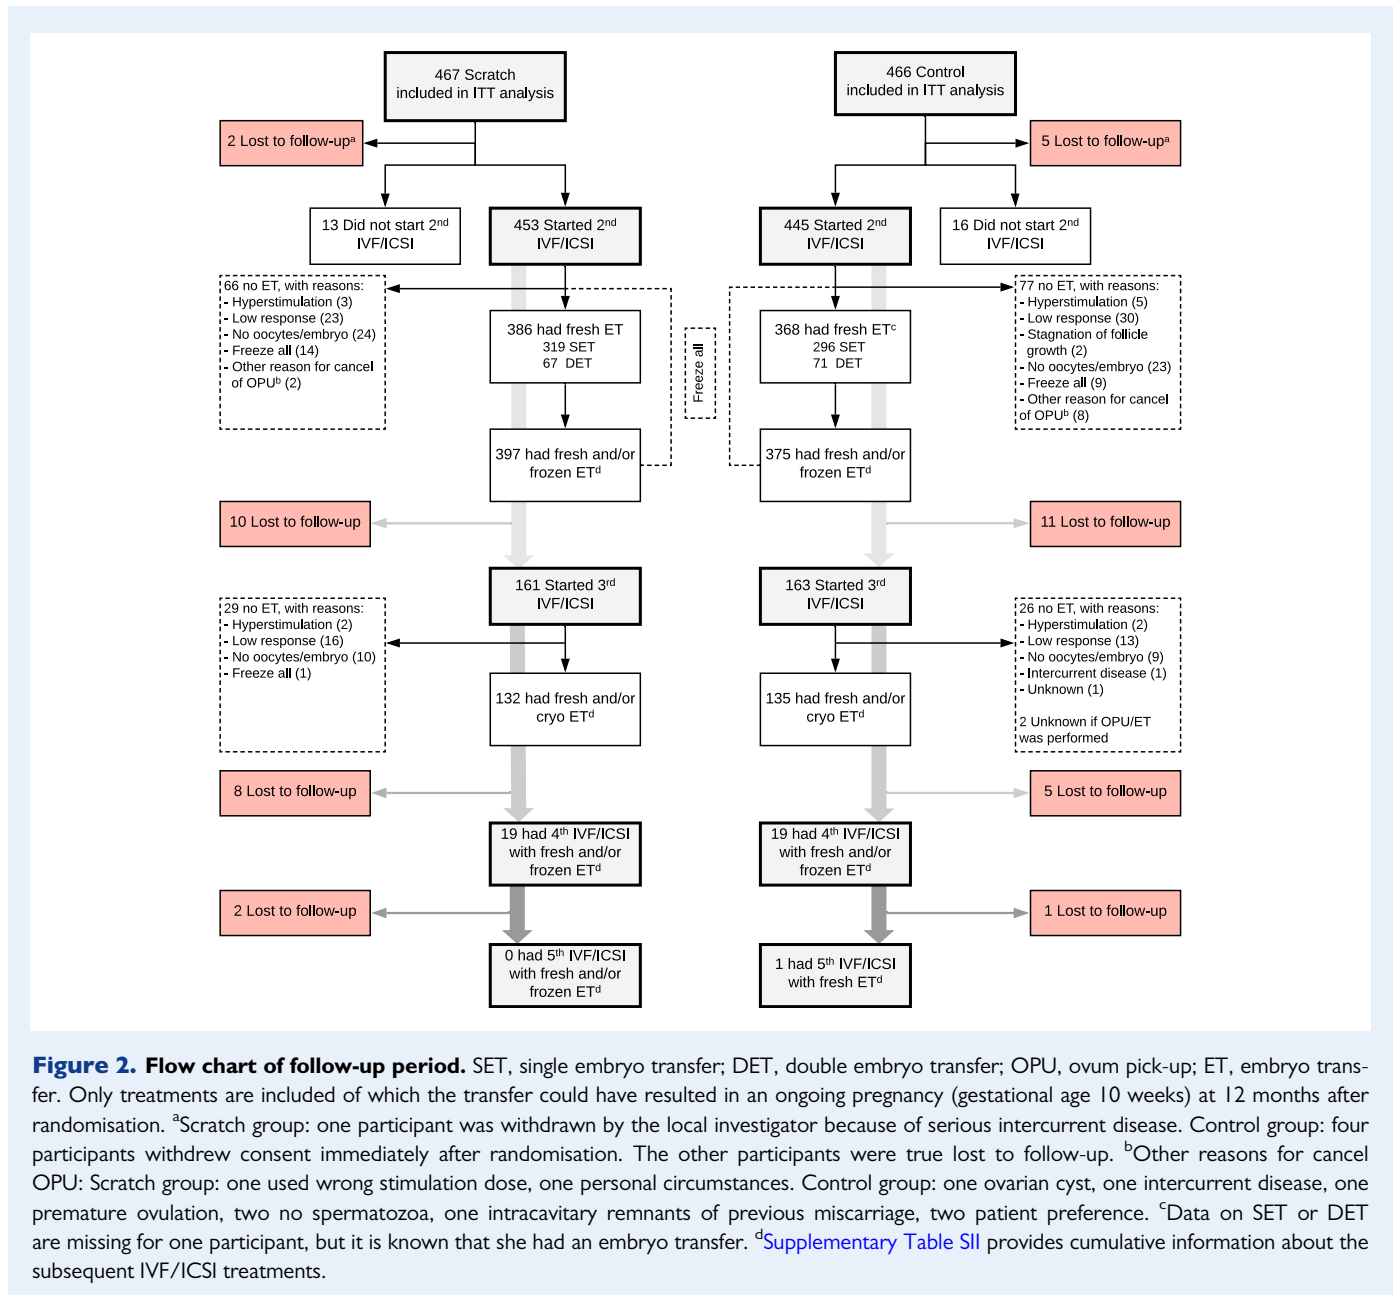 467 Scratch
included in ITT analysis
466 Control
included in ITT analysis
2 Lost to follow-upᵃ
5 Lost to follow-upᵃ
13 Did not start 2ⁿᵈ
IVF/ICSI
453 Started 2ⁿᵈ
IVF/ICSI
445 Started 2ⁿᵈ
IVF/ICSI
16 Did not start 2ⁿᵈ
IVF/ICSI
66 no ET, with reasons:
- Hyperstimulation (3)
- Low response (23)
- No oocytes/embryo (24)
- Freeze all (14)
- Other reason for cancel
of OPUᵇ (2)
386 had fresh ET
319 SET
67 DET
Freeze all
368 had fresh ETᶜ
296 SET
71 DET
77 no ET, with reasons:
- Hyperstimulation (5)
- Low response (30)
- Stagnation of follicle
growth (2)
- No oocytes/embryo (23)
- Freeze all (9)
- Other reason for cancel
of OPUᵇ (8)
397 had fresh and/or
frozen ETᵈ
375 had fresh and/or
frozen ETᵈ
10 Lost to follow-up
11 Lost to follow-up
161 Started 3ʳᵈ
IVF/ICSI
163 Started 3ʳᵈ
IVF/ICSI
29 no ET, with reasons:
- Hyperstimulation (2)
- Low response (16)
- No oocytes/embryo (10)
- Freeze all (1)
132 had fresh and/or
cryo ETᵈ
135 had fresh and/or
cryo ETᵈ
26 no ET, with reasons:
- Hyperstimulation (2)
- Low response (13)
- No oocytes/embryo (9)
- Intercurrent disease (1)
- Unknown (1)
2 Unknown if OPU/ET
was performed
8 Lost to follow-up
5 Lost to follow-up
19 had 4ᵗʰ IVF/ICSI
with fresh and/or
frozen ETᵈ
19 had 4ᵗʰ IVF/ICSI
with fresh and/or
frozen ETᵈ
2 Lost to follow-up
1 Lost to follow-up
0 had 5ᵗʰ IVF/ICSI
with fresh and/or
frozen ETᵈ
1 had 5ᵗʰ IVF/ICSI
with fresh ETᵈ
Figure 2. Flow chart of follow-up period. SET, single embryo transfer; DET, double embryo transfer; OPU, ovum pick-up; ET, embryo trans-
fer. Only treatments are included of which the transfer could have resulted in an ongoing pregnancy (gestational age 10 weeks) at 12 months after
randomisation. ᵃScratch group: one participant was withdrawn by the local investigator because of serious intercurrent disease. Control group: four
participants withdrew consent immediately after randomisation. The other participants were true lost to follow-up. ᵇOther reasons for cancel
OPU: Scratch group: one used wrong stimulation dose, one personal circumstances. Control group: one ovarian cyst, one intercurrent disease, one
premature ovulation, two no spermatozoa, one intracavitary remnants of previous miscarriage, two patient preference. ᶜData on SET or DET
are missing for one participant, but it is known that she had an embryo transfer. ᵈSupplementary Table SII provides cumulative information about the
subsequent IVF/ICSI treatments.